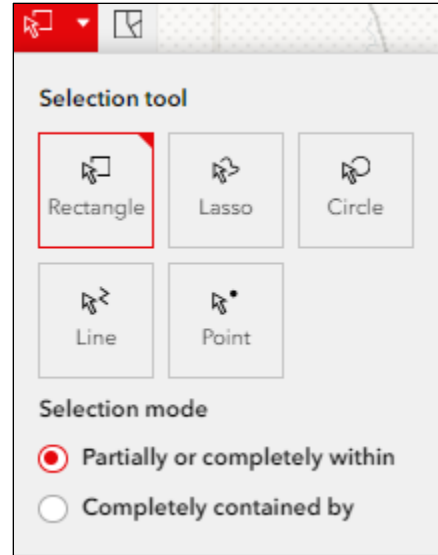 Selection tool
Rectangle
Lasso
Circle
Line
Point
Selection mode
Partially or completely within
Completely contained by